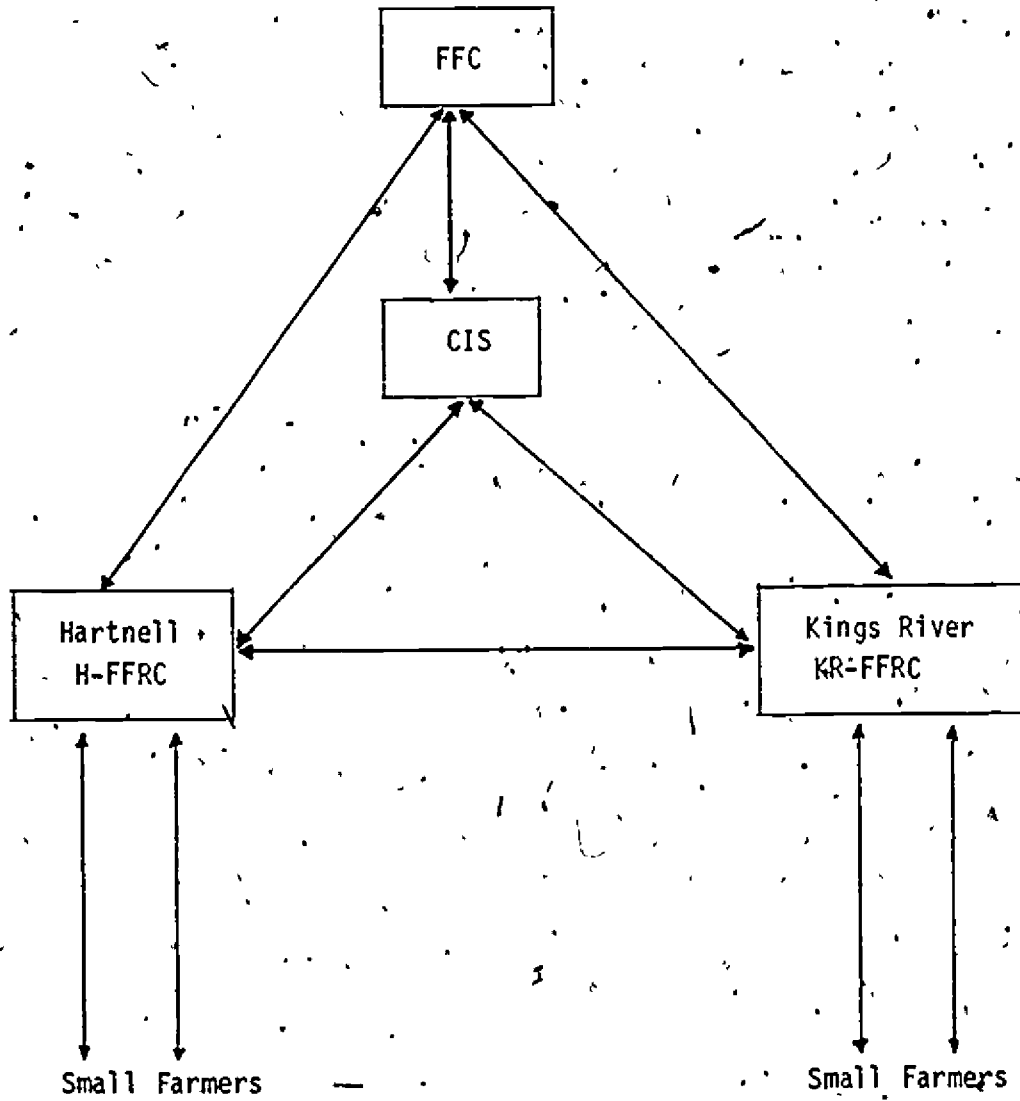 FFC
CIS
Hartnell
H-FFRC
Kings River
KR-FFRC
Small Farmers
Small Farmers